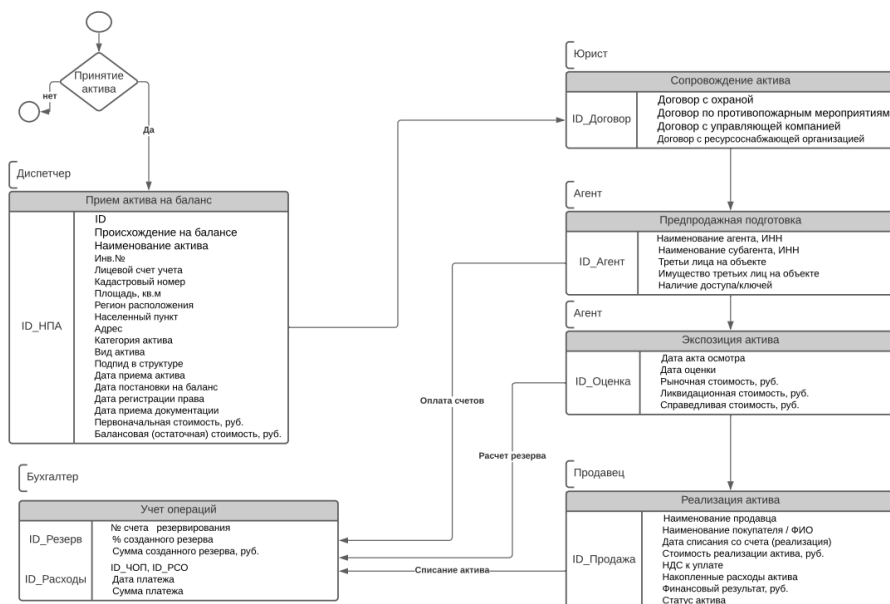 Принятие
актива
нет
Да
Диспетчер
Прием актива на баланс
ID_НПА
ID
Происхождение на балансе
Наименование актива
Инв.№
Лицевой счет учета
Кадастровый номер
Площадь, кв.м
Регион расположения
Населенный пункт
Адрес
Категория актива
Вид актива
Подпид в структуре
Дата приема актива
Дата постановки на баланс
Дата регистрации права
Дата приема документации
Первоначальная стоимость, руб.
Балансовая (остаточная) стоимость, руб.
Юрист
Сопровождение актива
ID_Договор
Договор с охраной
Договор по противопожарным мероприятиям
Договор с управляющей компанией
Договор с ресурсоснабжающей организацией
Агент
Предпродажная подготовка
ID_Агент
Наименование агента, ИНН
Наименование субагента, ИНН
Третьи лица на объекте
Имущество третьих лиц на объекте
Наличие доступа/ключей
Агент
Экспозиция актива
ID_Оценка
Дата акта осмотра
Дата оценки
Рыночная стоимость, руб.
Ликвидационная стоимость, руб.
Справедливая стоимость, руб.
Оплата счетов
Расчет резерва
Списание актива
Продавец
Реализация актива
ID_Продажа
Наименование продавца
Наименование покупателя / ФИО
Дата списания со счета (реализация)
Стоимость реализации актива, руб.
НДС к уплате
Накопленные расходы актива
Финансовый результат, руб.
Статус актива
Бухгалтер
Учет операций
ID_Резерв
№ счета резервирования
% созданного резерва
Сумма созданного резерва, руб.
ID_Расходы
ID_ЧОП, ID_РСО
Дата платежа
Сумма платежа